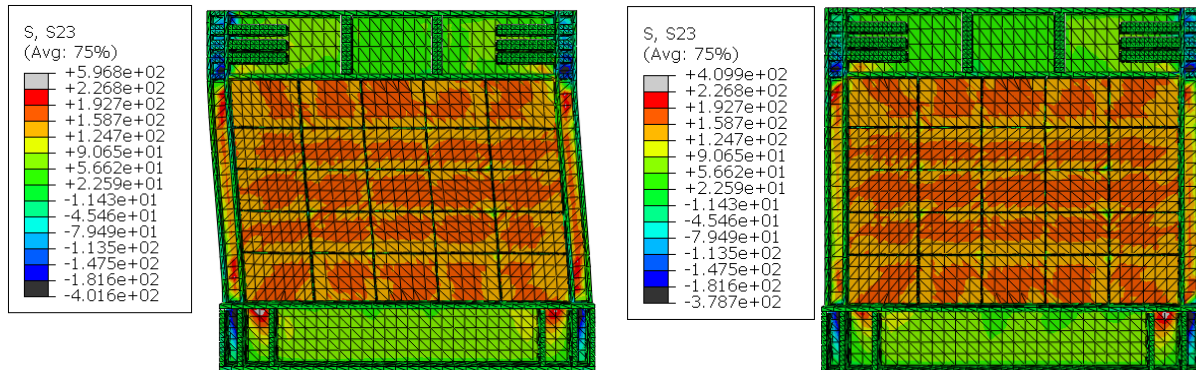 S, S23
(Avg: 75%)
+5.968e+02
+2.268e+02
+1.927e+02
+1.587e+02
+1.247e+02
+9.065e+01
+5.662e+01
+2.259e+01
-1.143e+01
-4.546e+01
-7.949e+01
-1.135e+02
-1.475e+02
-1.816e+02
-4.016e+02
S, S23
(Avg: 75%)
+4.099e+02
+2.268e+02
+1.927e+02
+1.587e+02
+1.247e+02
+9.065e+01
+5.662e+01
+2.259e+01
-1.143e+01
-4.546e+01
-7.949e+01
-1.135e+02
-1.475e+02
-1.816e+02
-3.787e+02